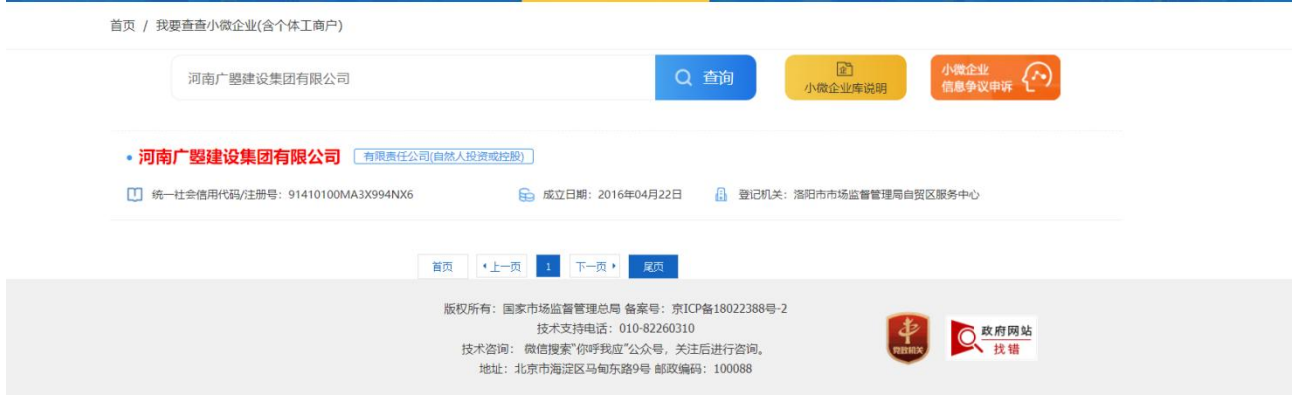 首页 / 我要查查小微企业(含个体工商户)
河南广曌建设集团有限公司
查询
小微企业库说明
小微企业
信息争议申诉
河南广曌建设集团有限公司 有限责任公司(自然人投资或控股)
统一社会信用代码/注册号：91410100MA3X994NX6 成立日期：2016年04月22日 登记机关：洛阳市市场监督管理局自贸区服务中心
首页 上一页 1 下一页 尾页
版权所有：国家市场监督管理总局 备案号：京ICP备18022388号-2
技术支持电话：010-82260310
技术咨询： 微信搜索"你呼我应"公众号，关注后进行咨询。
地址：北京市海淀区马甸东路9号 邮政编码：100088
党政机关
政府网站
找错